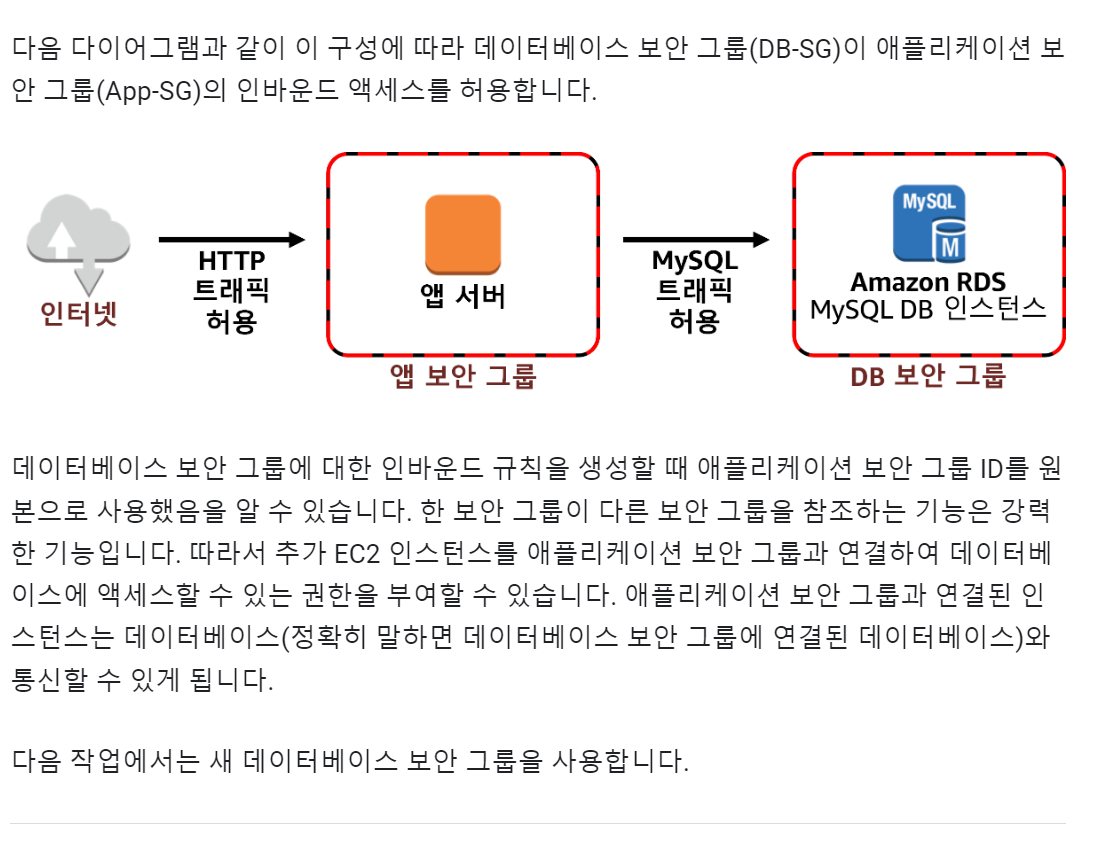 다음 다이어그램과 같이 이 구성에 따라 데이터베이스 보안 그룹(DB-SG)이 애플리케이션 보
안 그룹(App-SG)의 인바운드 액세스를 허용합니다.
인터넷
HTTP
트래픽
허용
앱 서버
앱 보안 그룹
MySQL
트래픽
허용
MySQL
M
Amazon RDS
MySQL DB 인스턴스
DB 보안 그룹
데이터베이스 보안 그룹에 대한 인바운드 규칙을 생성할 때 애플리케이션 보안 그룹 ID를 원
본으로 사용했음을 알 수 있습니다. 한 보안 그룹이 다른 보안 그룹을 참조하는 기능은 강력
한 기능입니다. 따라서 추가 EC2 인스턴스를 애플리케이션 보안 그룹과 연결하여 데이터베
이스에 액세스할 수 있는 권한을 부여할 수 있습니다. 애플리케이션 보안 그룹과 연결된 인
스턴스는 데이터베이스(정확히 말하면 데이터베이스 보안 그룹에 연결된 데이터베이스)와
통신할 수 있게 됩니다.
다음 작업에서는 새 데이터베이스 보안 그룹을 사용합니다.